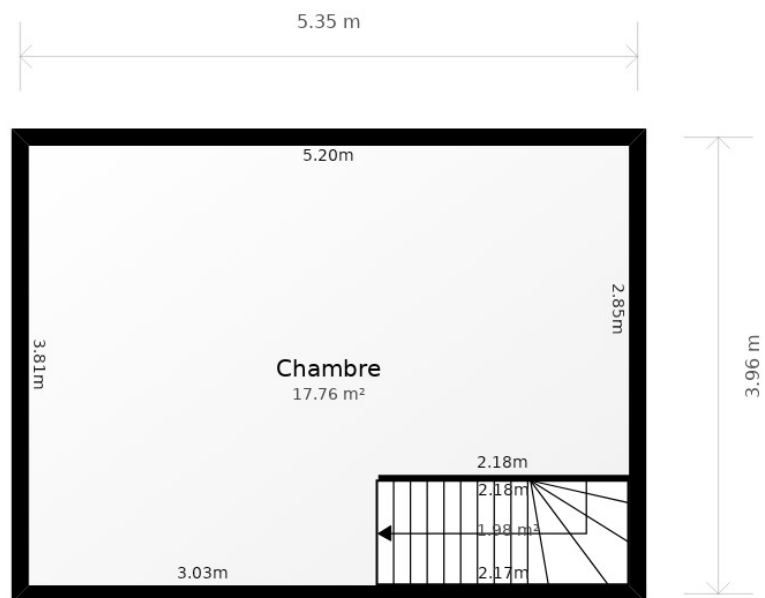 5.35 m
5.20m
2.85m
3.81m
3.96 m
Chambre
17.76 m²
2.18m
2.18m
1.98 m²
3.03m
2.17m